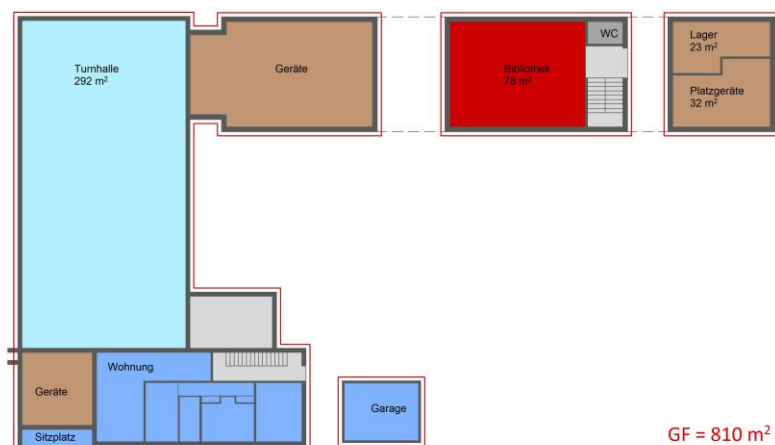 Turnhalle
292 m²
Geräte
Bibliothek
78 m²
WC
Lager
23 m²
Platzgeräte
32 m²
Geräte
Wohnung
Sitzplatz
Garage
GF = 810 m²